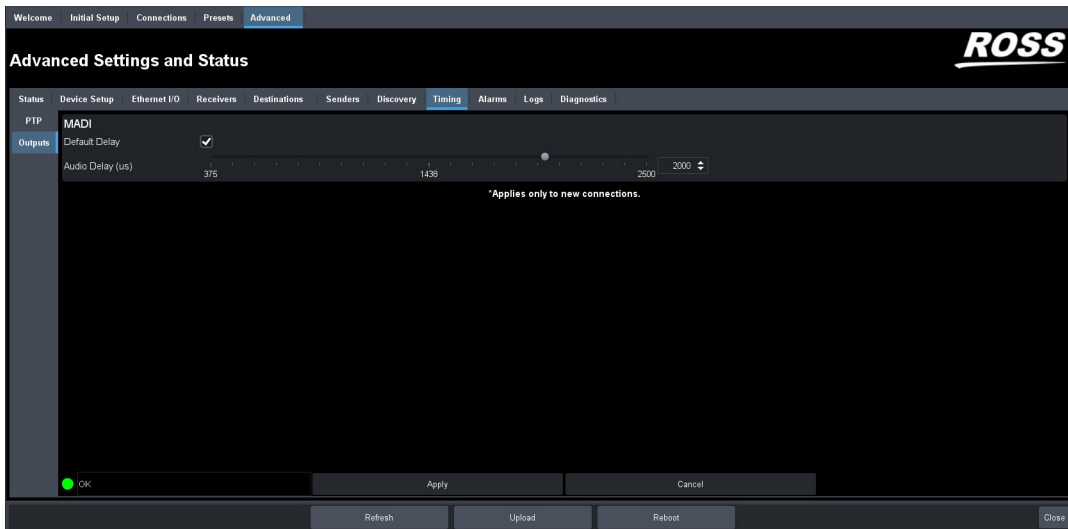 Welcome Initial Setup Connections Presets Advanced
ROSS
Advanced Settings and Status
Status Device Setup Ethernet I/O Receivers Destinations Senders Discovery Timing Alarms Logs Diagnostics
PTP
Outputs
MADI
Default Delay
Audio Delay (us)
375 1438 2500
2000
*Applies only to new connections.
OK Apply Cancel
Refresh Upload Reboot Close